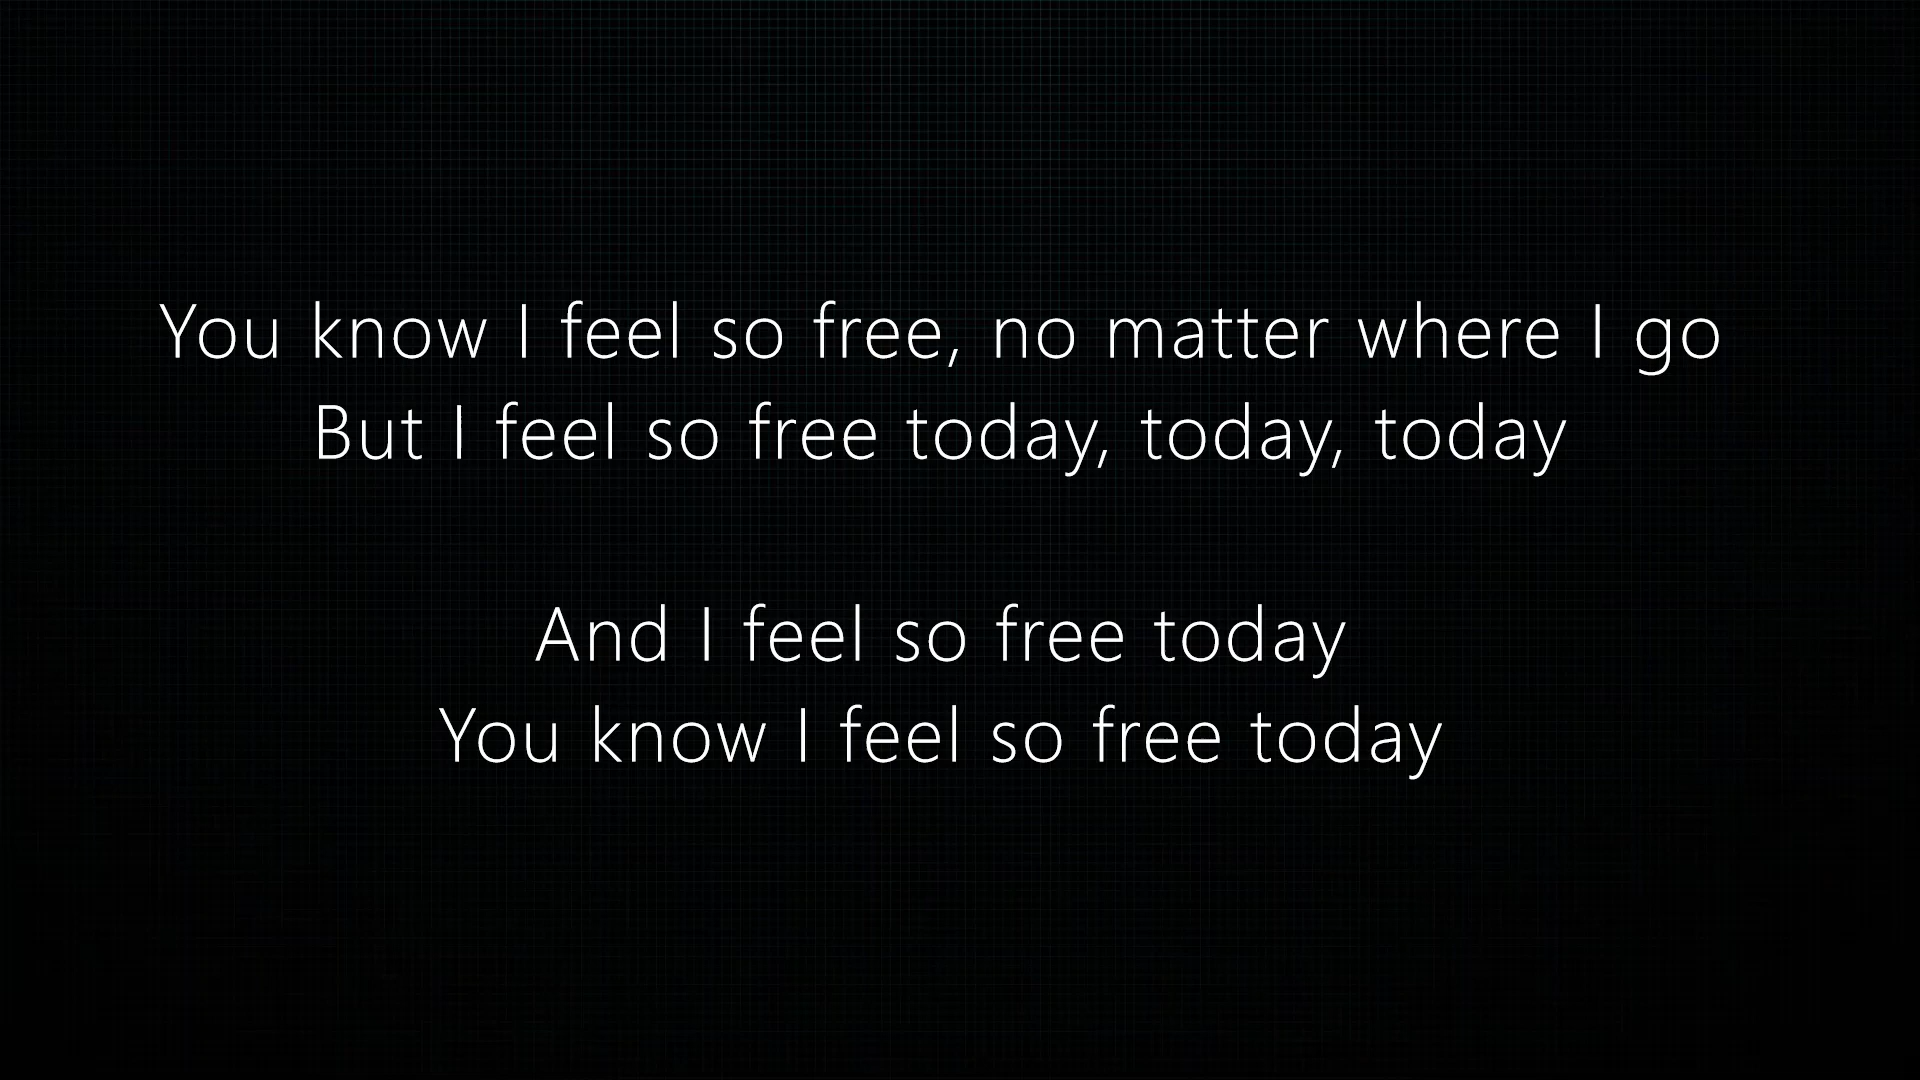 You know I feel so free, no matter where I go
But I feel so free today, today, today
And I feel so free today
You know I feel so free today